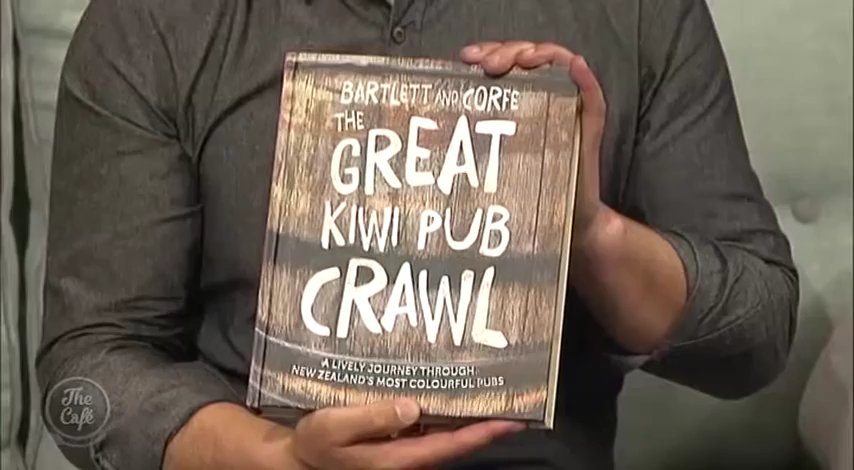 BARTLETT AND CORFE
THE
GREAT
KIWI PUB
CRAWL
A LIVELY JOURNEY THROUGH
NEW ZEALAND'S MOST COLOURFUL PUBS
The
Café